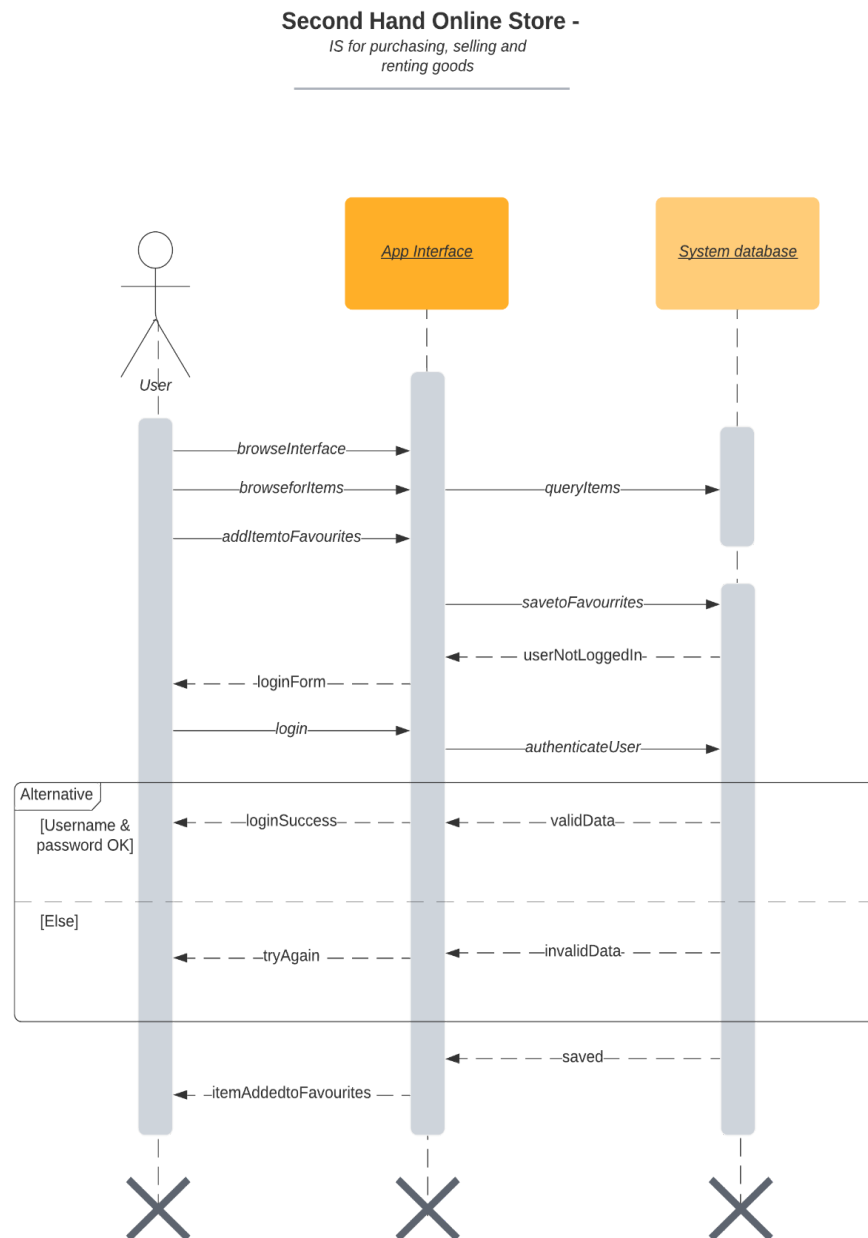 Second Hand Online Store -
IS for purchasing, selling and
renting goods
App Interface
System database
User
browseInterface
browseforItems
queryItems
addItemtoFavourites
savetoFavourrites
userNotLoggedIn
loginForm
login
authenticateUser
Alternative
[Username &
password OK]
loginSuccess
validData
[Else]
tryAgain
invalidData
saved
itemAddedtoFavourites